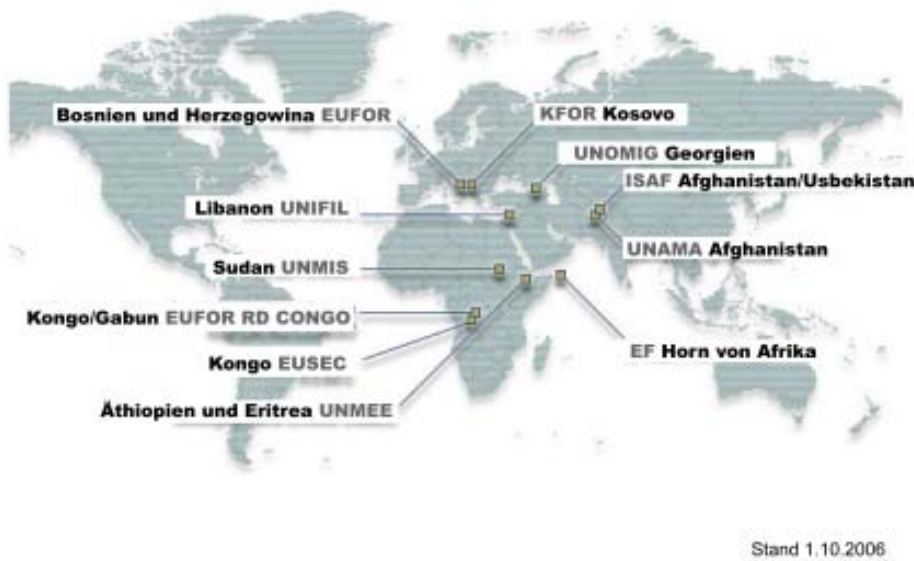 Bosnien und Herzegowina EUFOR
KFOR Kosovo
UNOMIG Georgien
ISAF Afghanistan/Usbekistan
Libanon UNIFIL
UNAMA Afghanistan
Sudan UNMIS
Kongo/Gabun EUFOR RD CONGO
EF Horn von Afrika
Kongo EUSEC
Äthiopien und Eritrea UNMEE
Stand 1.10.2006